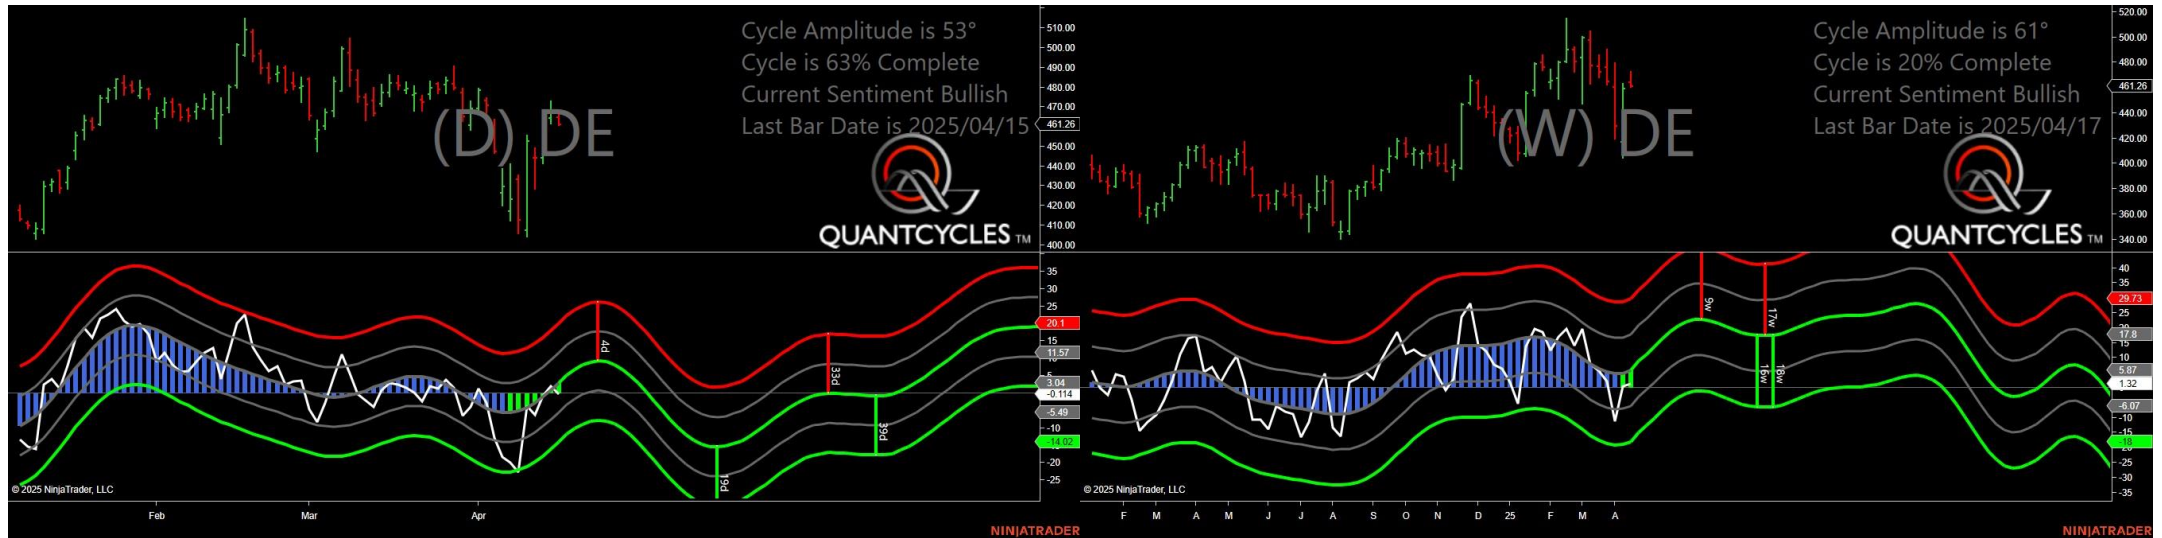 Cycle Amplitude is 53°
Cycle is 63% Complete
Current Sentiment Bullish
Last Bar Date is 2025/04/15
(D) DE
QUANTCYCLES TM
510.00
500.00
490.00
480.00
470.00
461.26
450.00
440.00
430.00
420.00
410.00
400.00
35
30
25
20.1
15
11.57
5
3.04
-0.114
-5.49
-10
-14.02
-20
-25
4d
19d
33d
39d
© 2025 NinjaTrader, LLC
Feb
Mar
Apr
NINJATRADER
Cycle Amplitude is 61°
Cycle is 20% Complete
Current Sentiment Bullish
Last Bar Date is 2025/04/17
(W) DE
QUANTCYCLES TM
520.00
500.00
480.00
461.26
440.00
420.00
400.00
380.00
360.00
340.00
40
35
29.73
25
20
17.8
15
10
5.87
1.32
-6.07
-10
-15
-18
-25
-30
-35
9w
17w
16w
18w
© 2025 NinjaTrader, LLC
F M A M J J A S O N D 25 F M A
NINJATRADER